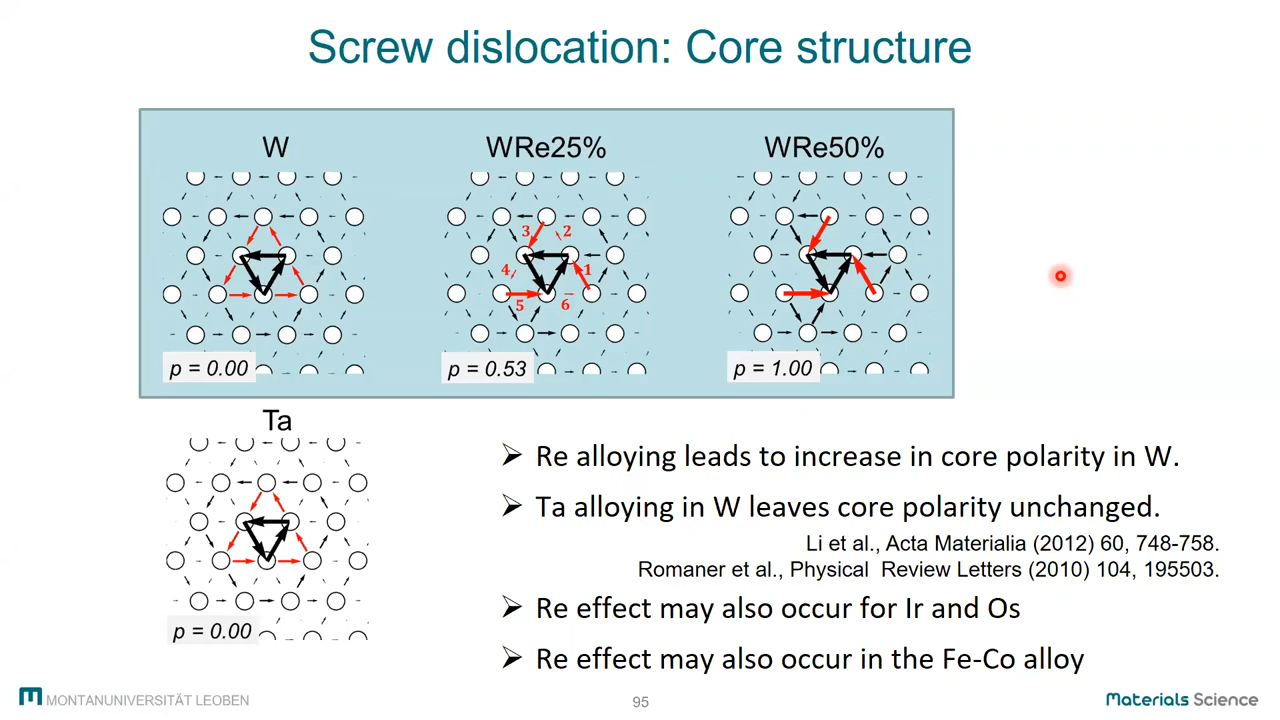 Screw dislocation: Core structure
W
WRe25%
WRe50%
3 2
4 1
5 6
p = 0.00
p = 0.53
p = 1.00
Ta
p = 0.00
➢ Re alloying leads to increase in core polarity in W.
➢ Ta alloying in W leaves core polarity unchanged.
Li et al., Acta Materialia (2012) 60, 748-758.
Romaner et al., Physical Review Letters (2010) 104, 195503.
➢ Re effect may also occur for Ir and Os
➢ Re effect may also occur in the Fe-Co alloy
MONTANUNIVERSITÄT LEOBEN
95
Materials Science